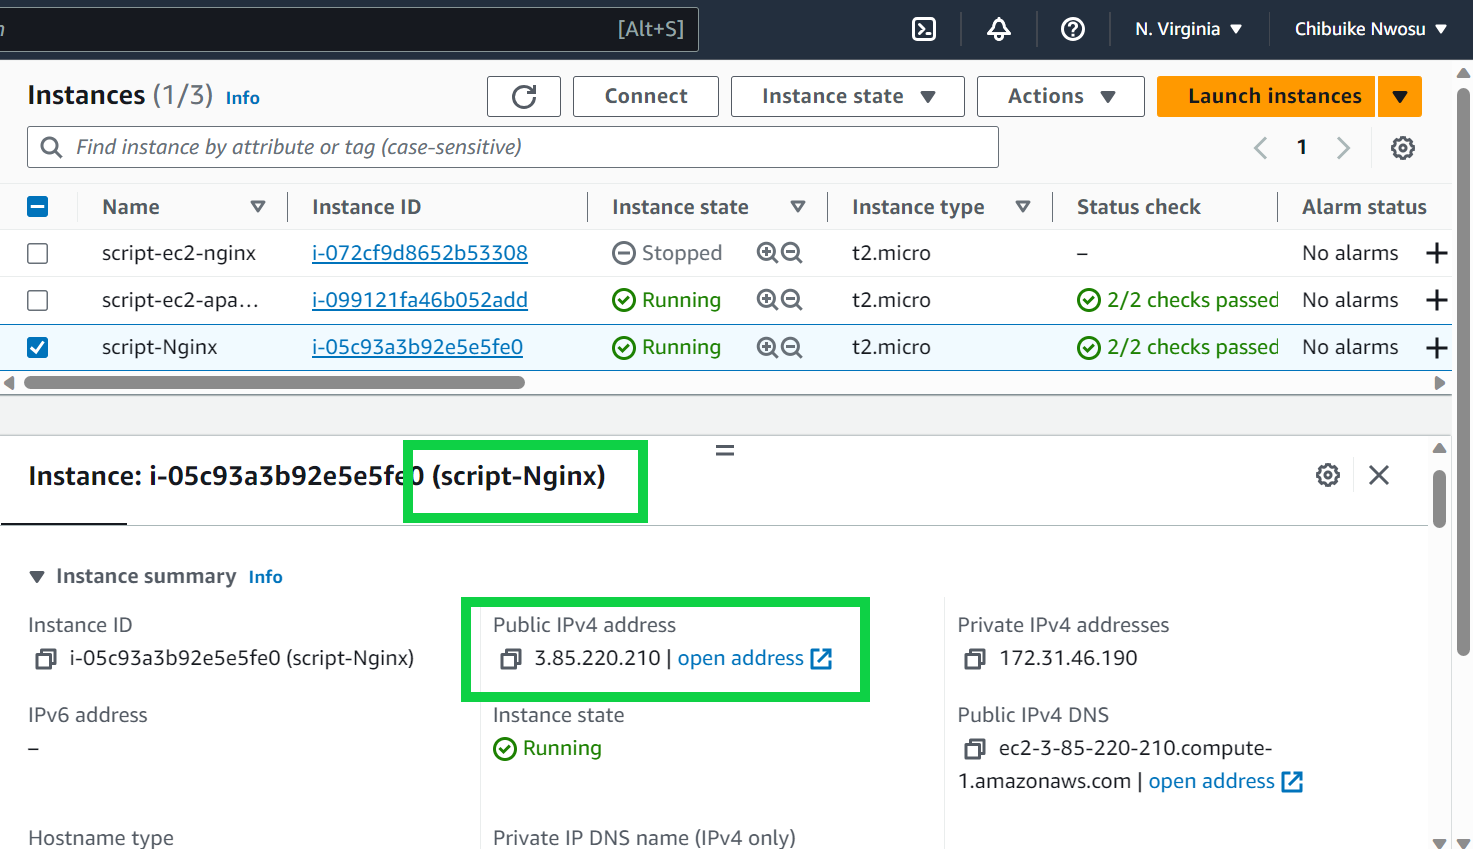 [Alt+S] N. Virginia Chibuike Nwosu
Instances (1/3) Info Connect Instance state Actions Launch instances
Find instance by attribute or tag (case-sensitive) 1
Name Instance ID Instance state Instance type Status check Alarm status
script-ec2-nginx i-072cf9d8652b53308 Stopped t2.micro – No alarms +
script-ec2-apa... i-099121fa46b052add Running t2.micro 2/2 checks passed No alarms +
script-Nginx i-05c93a3b92e5e5fe0 Running t2.micro 2/2 checks passed No alarms +
Instance: i-05c93a3b92e5e5fe0 (script-Nginx)
Instance summary Info
Instance ID Public IPv4 address Private IPv4 addresses
i-05c93a3b92e5e5fe0 (script-Nginx) 3.85.220.210 | open address 172.31.46.190
IPv6 address Instance state Public IPv4 DNS
– Running ec2-3-85-220-210.compute-
1.amazonaws.com | open address
Hostname type Private IP DNS name (IPv4 only)